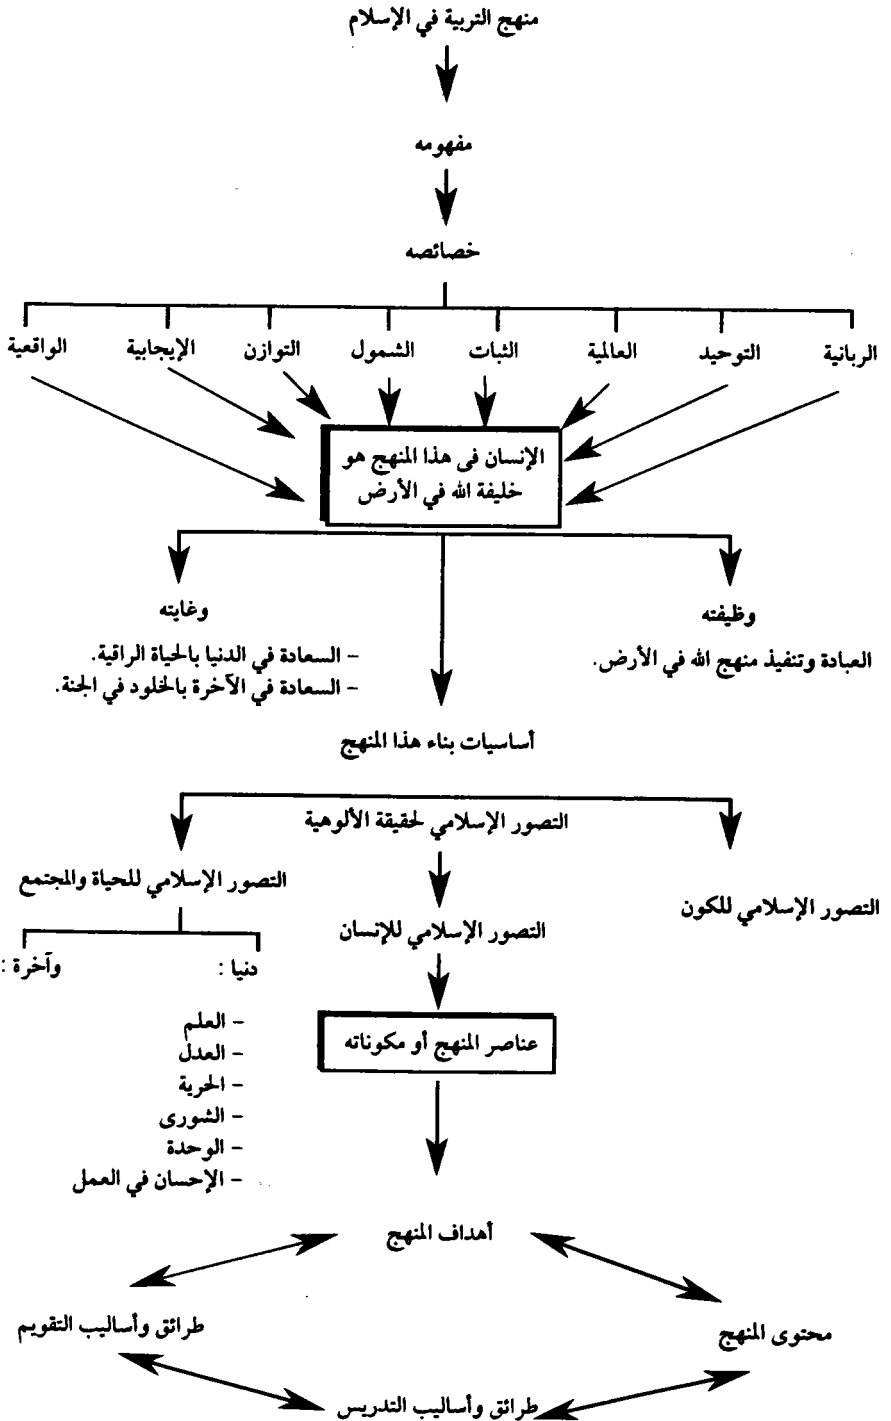 منهج التربية في الإسلام
مفهومه
خصائصه
الربانية
التوحيد
العالمية
الثبات
الشمول
التوازن
الإيجابية
الواقعية
الإنسان فى هذا المنهج هو
خليفة الله في الأرض
وظيفته
العبادة وتنفيذ منهج الله في الأرض.
وغايته
– السعادة في الدنيا بالحياة الراقية.
– السعادة في الآخرة بالخلود في الجنة.
أساسيات بناء هذا المنهج
التصور الإسلامي لحقيقة الألوهية
التصور الإسلامي للكون
التصور الإسلامي للإنسان
التصور الإسلامي للحياة والمجتمع
دنيا :
وآخرة :
– العلم
– العدل
– الحرية
– الشورى
– الوحدة
– الإحسان في العمل
عناصر المنهج أو مكوناته
أهداف المنهج
محتوى المنهج
طرائق وأساليب التقويم
طرائق وأساليب التدريس